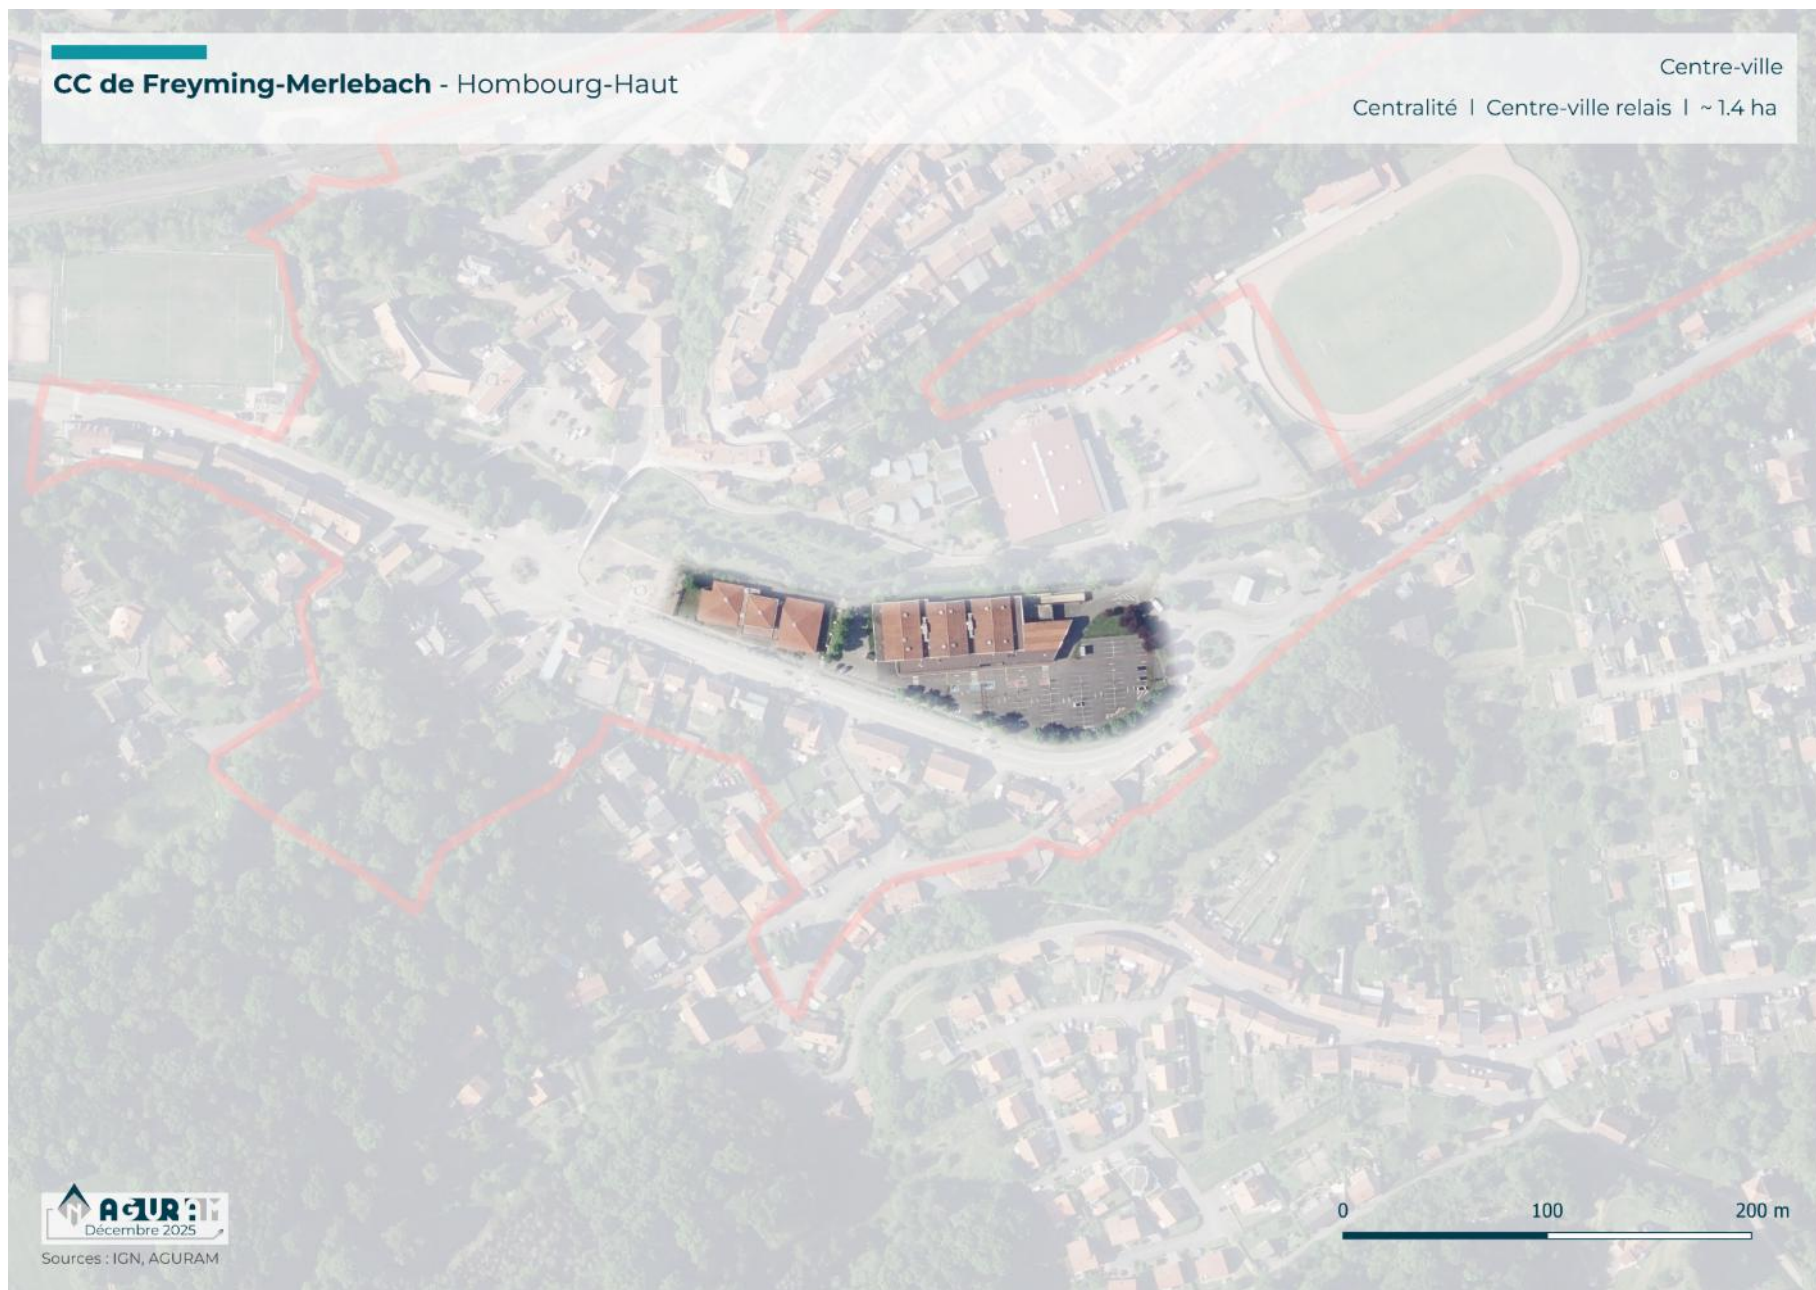 CC de Freyming-Merlebach - Hombourg-Haut
Centre-ville
Centralité | Centre-ville relais | ~ 1.4 ha
N
AGURAM
Décembre 2025
Sources : IGN, AGURAM
0 100 200 m